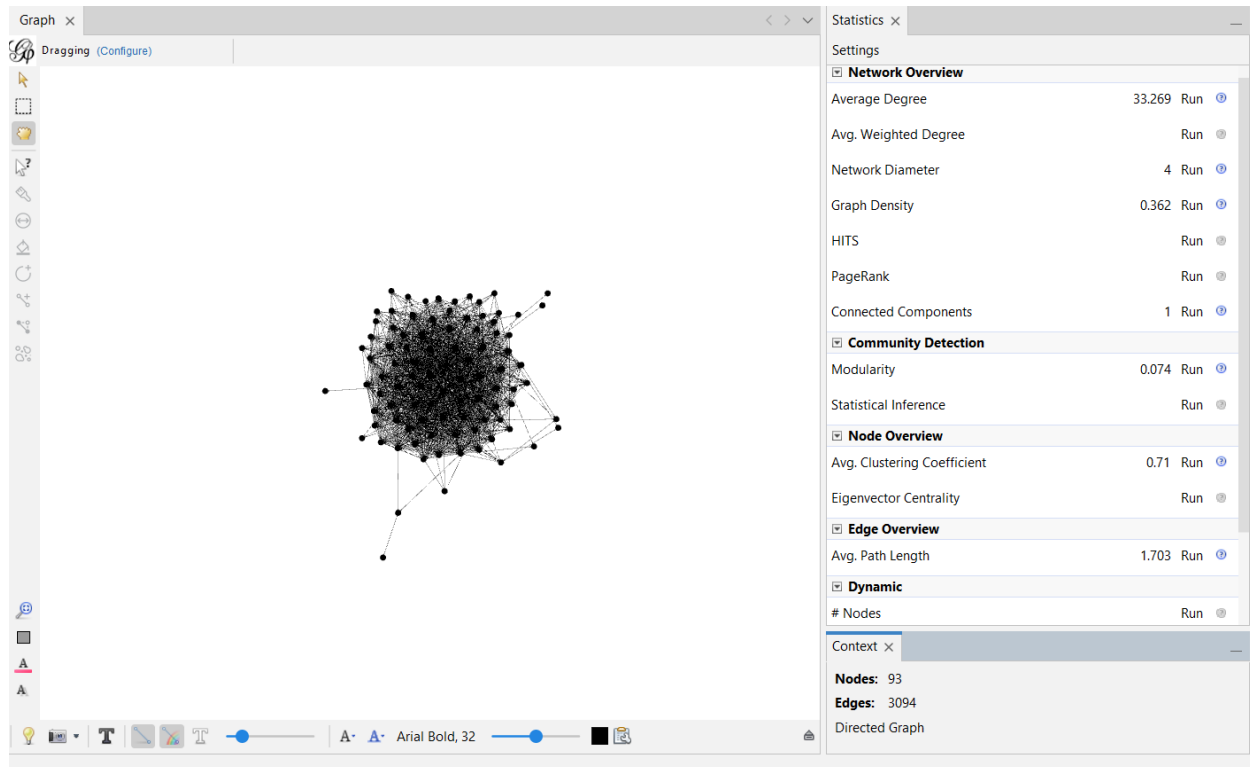 Graph
Dragging (Configure)
Arial Bold, 32
Statistics
Settings
Network Overview
Average Degree 33.269 Run
Avg. Weighted Degree Run
Network Diameter 4 Run
Graph Density 0.362 Run
HITS Run
PageRank Run
Connected Components 1 Run
Community Detection
Modularity 0.074 Run
Statistical Inference Run
Node Overview
Avg. Clustering Coefficient 0.71 Run
Eigenvector Centrality Run
Edge Overview
Avg. Path Length 1.703 Run
Dynamic
# Nodes Run
Context
Nodes: 93
Edges: 3094
Directed Graph